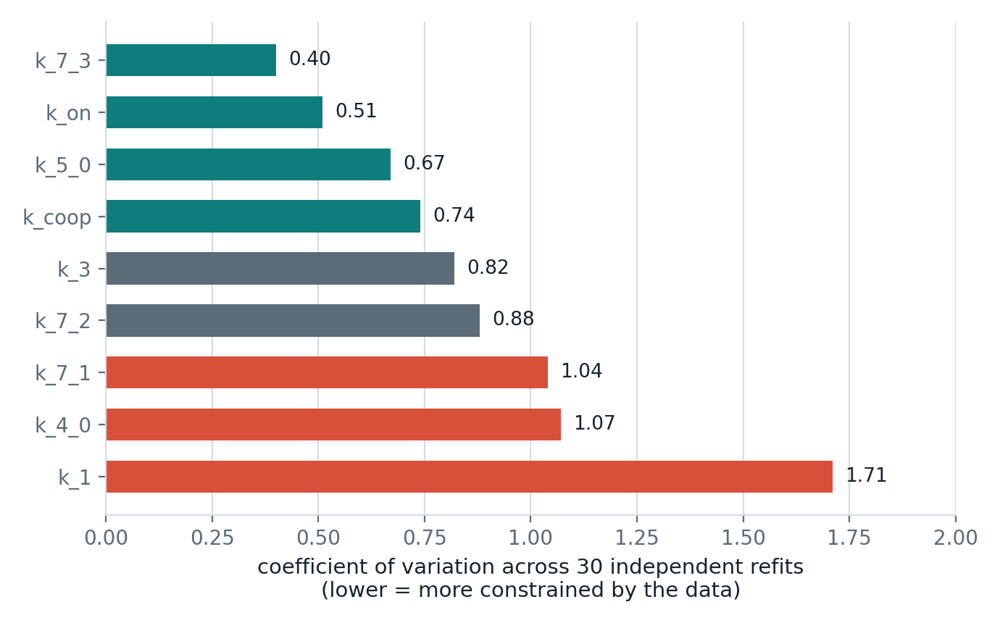 k_7_3 0.40
k_on 0.51
k_5_0 0.67
k_coop 0.74
k_3 0.82
k_7_2 0.88
k_7_1 1.04
k_4_0 1.07
k_1 1.71
0.00 0.25 0.50 0.75 1.00 1.25 1.50 1.75 2.00
coefficient of variation across 30 independent refits
(lower = more constrained by the data)